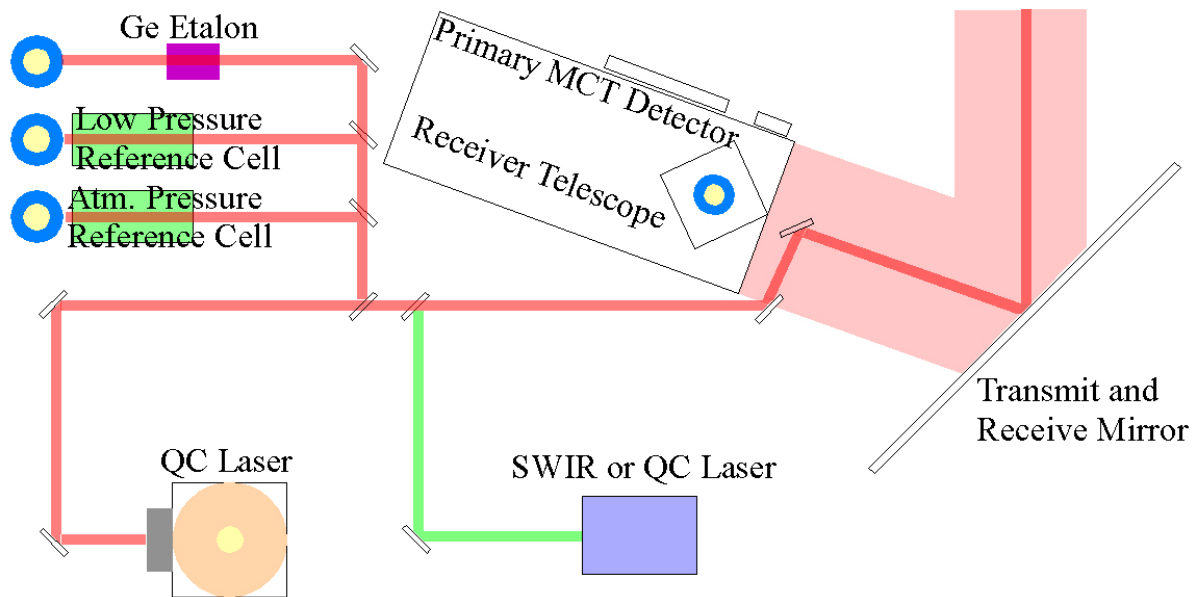 Ge Etalon
Low Pressure
Reference Cell
Atm. Pressure
Reference Cell
Primary MCT Detector
Receiver Telescope
Transmit and
Receive Mirror
QC Laser
SWIR or QC Laser